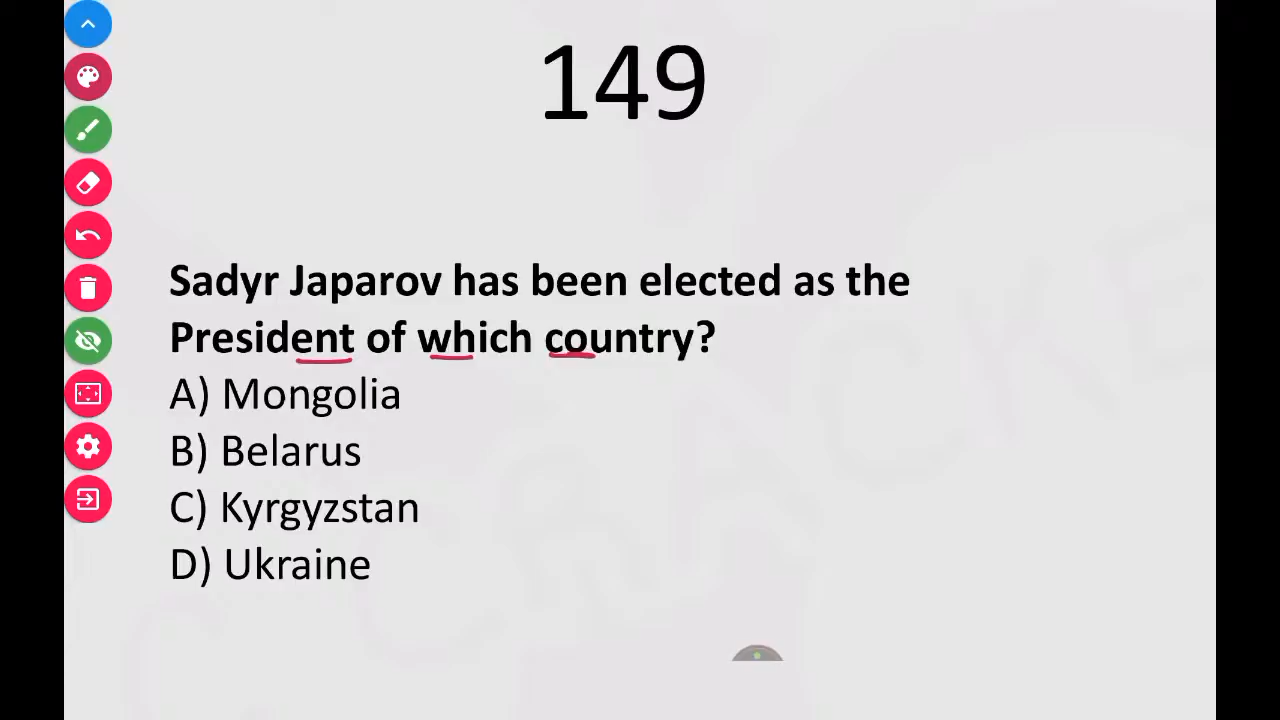 149
Sadyr Japarov has been elected as the
President of which country?
A) Mongolia
B) Belarus
C) Kyrgyzstan
D) Ukraine